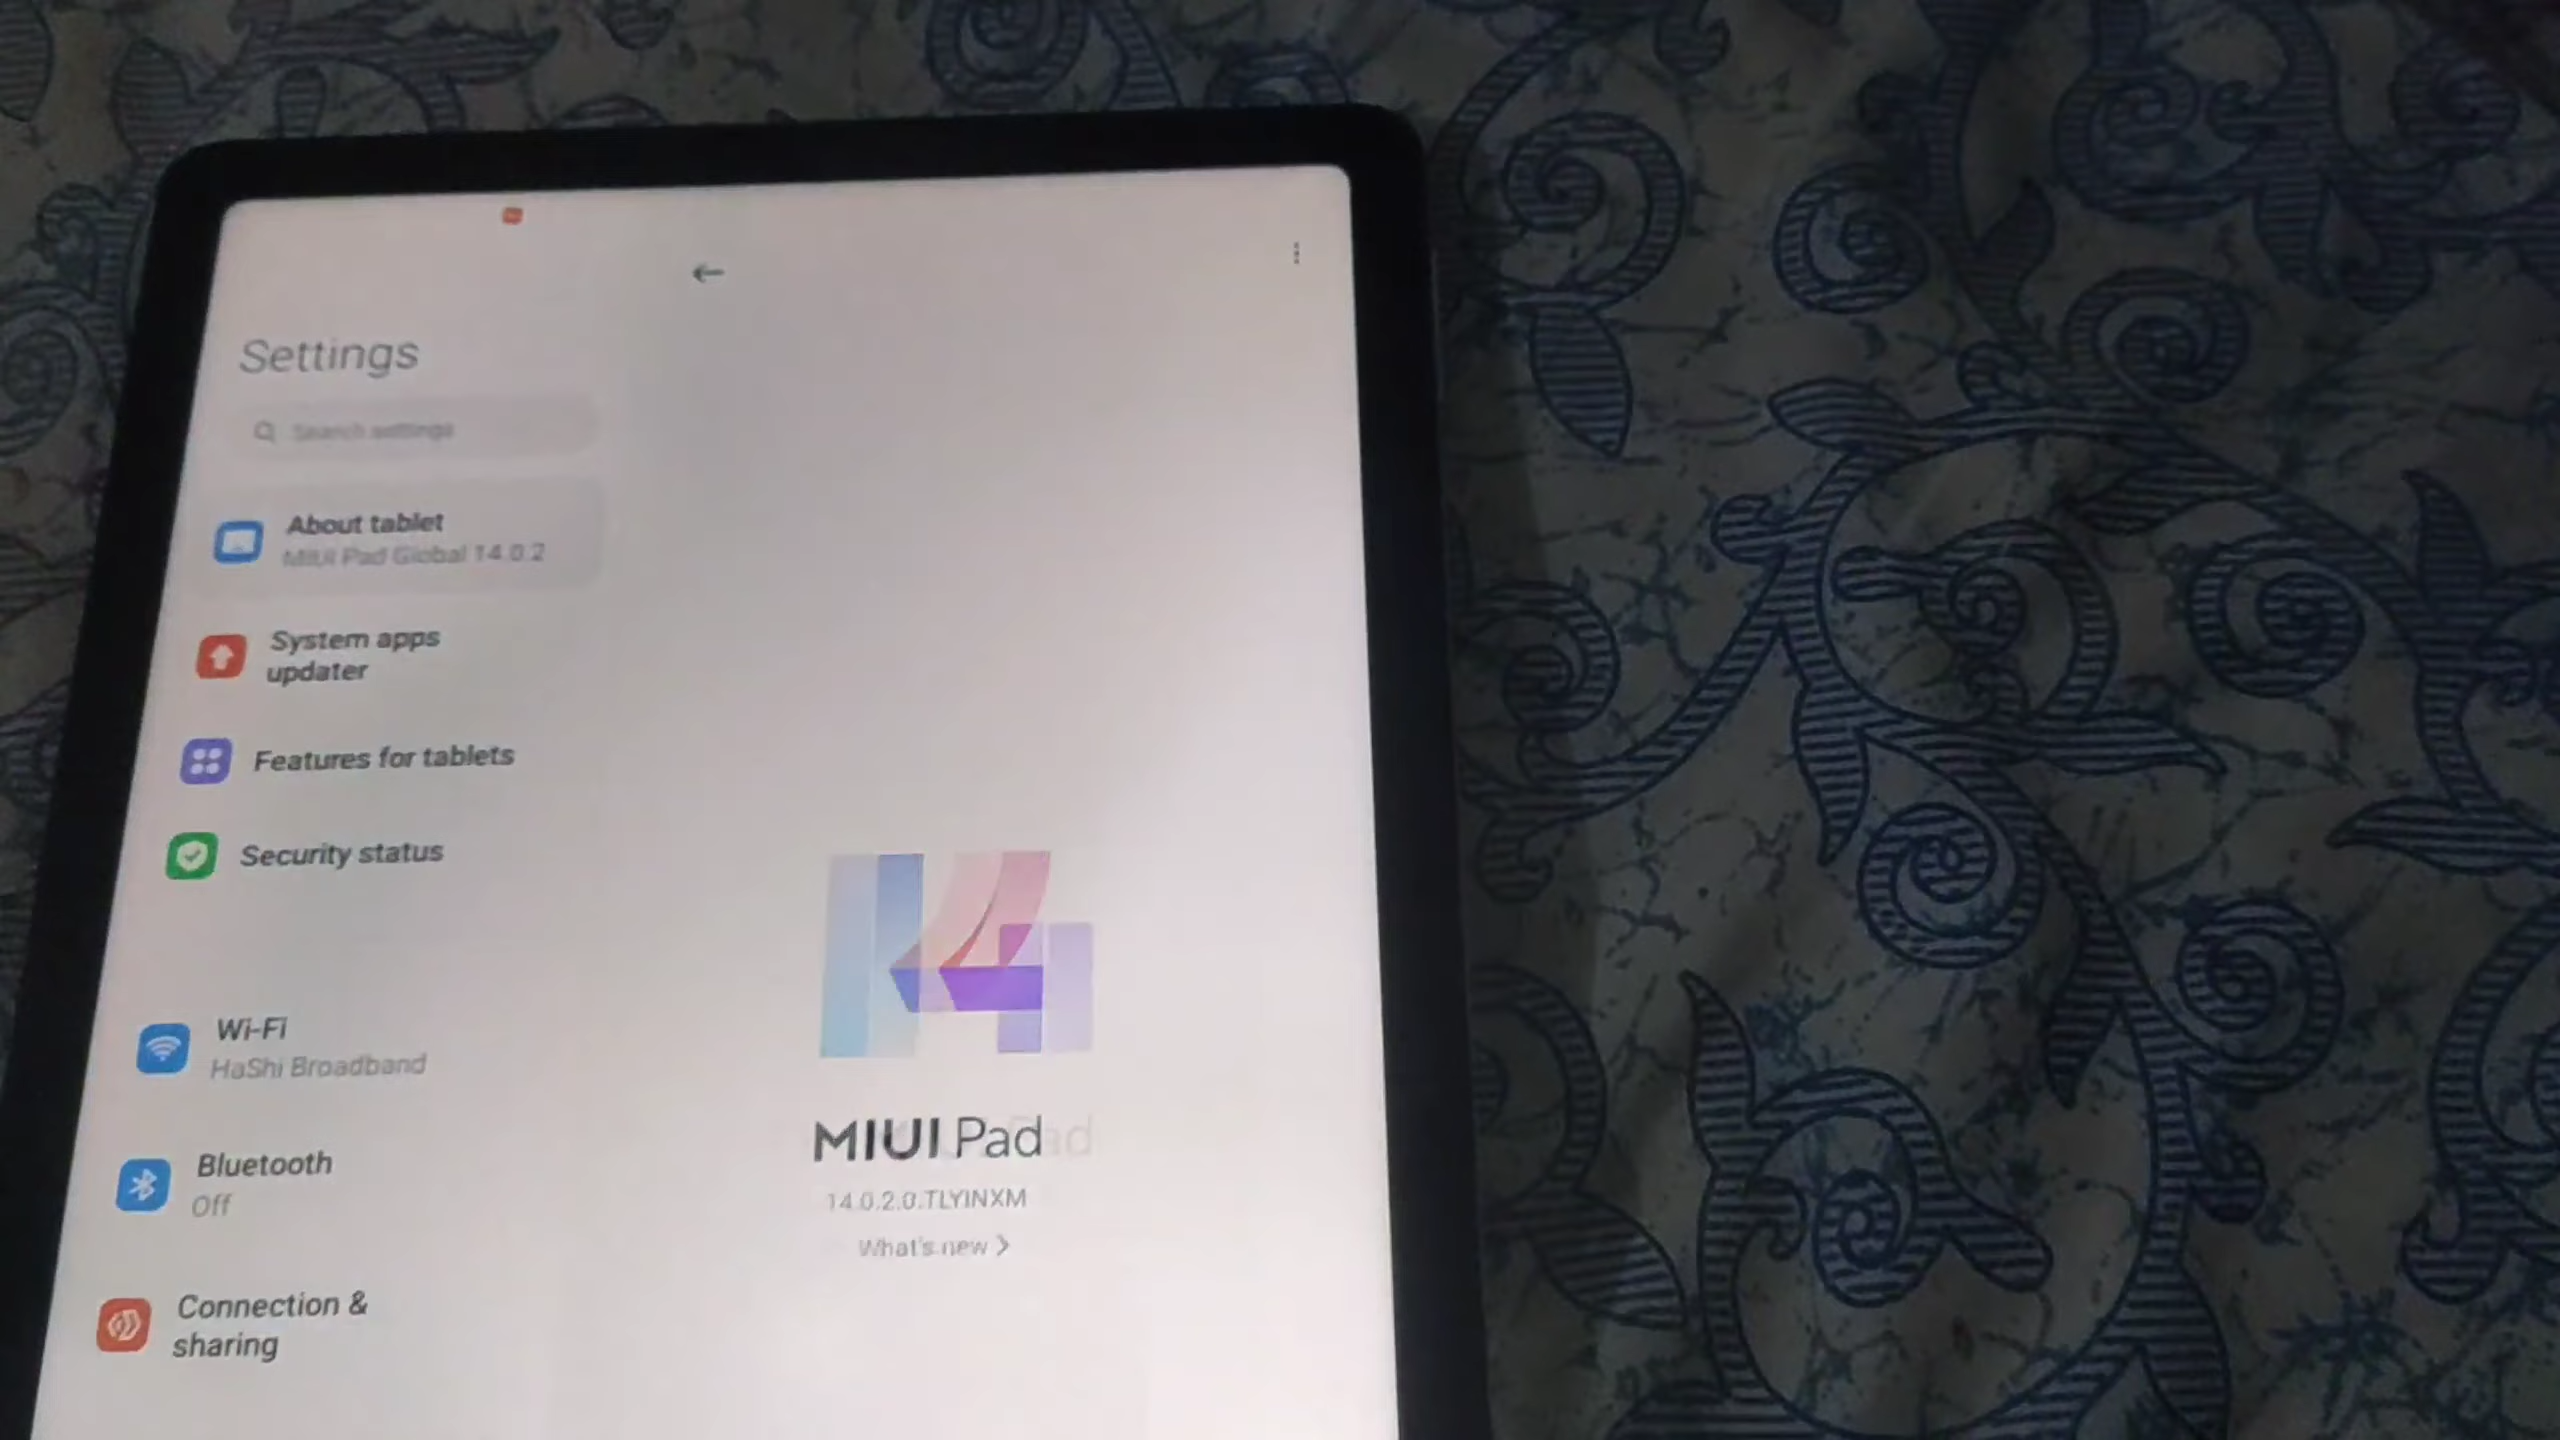 Settings
Search settings
About tablet
MIUI Pad Global 14.0.2
System apps
updater
Features for tablets
Security status
Wi-Fi
HaShi Broadband
Bluetooth
Off
Connection &
sharing
14
MIUI Pad
14.0.2.0.TLYINXM
What's new >